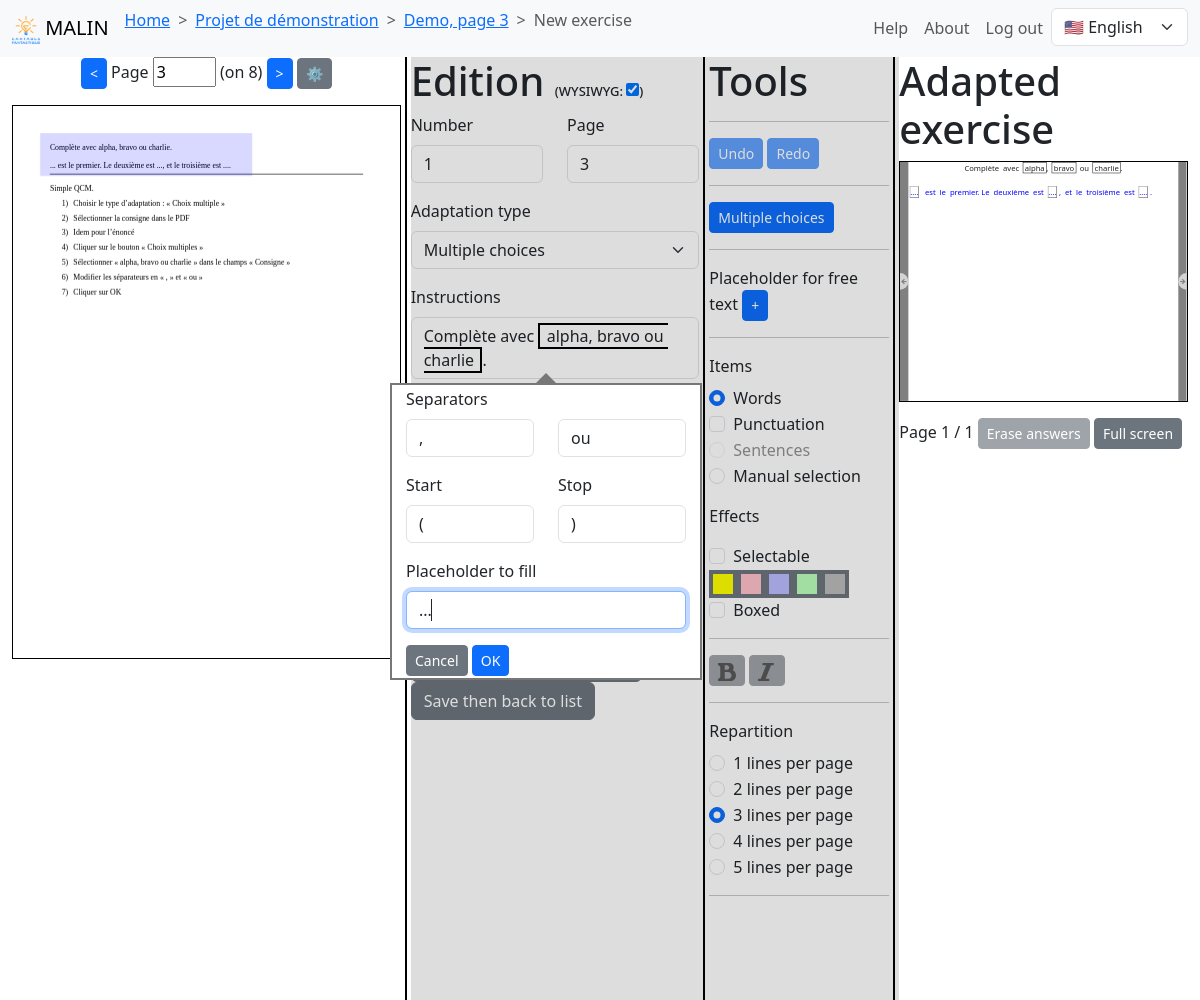 MALIN
Home > Projet de démonstration > Demo, page 3 > New exercise
Help About Log out 🇺🇸 English
< Page 3 (on 8) > ⚙️
Complète avec alpha, bravo ou charlie.
... est le premier. Le deuxième est ..., et le troisième est ....
Simple QCM.
1) Choisir le type d'adaptation : « Choix multiple »
2) Sélectionner la consigne dans le PDF
3) Idem pour l'énoncé
4) Cliquer sur le bouton « Choix multiples »
5) Sélectionner « alpha, bravo ou charlie » dans le champs « Consigne »
6) Modifier les séparateurs en « , » et « ou »
7) Cliquer sur OK
Edition (WYSIWYG: )
Number Page
1 3
Adaptation type
Multiple choices
Instructions
Complète avec alpha, bravo ou
charlie .
Separators
, ou
Start Stop
( )
Placeholder to fill
...
Cancel OK
Save then back to list
Tools
Undo Redo
Multiple choices
Placeholder for free
text +
Items
Words
Punctuation
Sentences
Manual selection
Effects
Selectable
Boxed
B I
Repartition
1 lines per page
2 lines per page
3 lines per page
4 lines per page
5 lines per page
Adapted
exercise
Complète avec alpha, bravo ou charlie.
... est le premier. Le deuxième est ..., et le troisième est ... .
Page 1 / 1 Erase answers Full screen